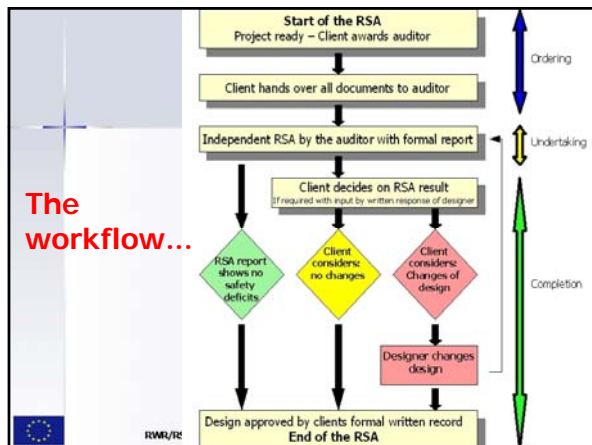 Start of the RSA
Project ready – Client awards auditor
Ordering
Client hands over all documents to auditor
Independent RSA by the auditor with formal report
Undertaking
Client decides on RSA result
If required with input by written response of designer
The
workflow...
RSA report
shows no
safety
deficits
Client
considers:
no changes
Client
considers:
Changes of
design
Completion
Designer changes
design
Design approved by clients formal written record
End of the RSA